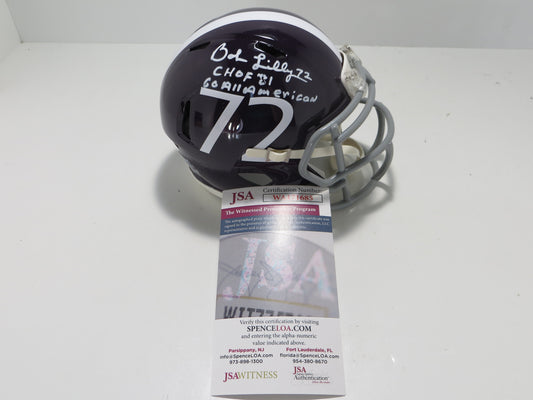 Bob Lilly 72
CHOF 81
60 All American
72
JSA
Certification Number
The Witnessed Program
JSA
Verify this certification by visiting
SPENCELOA.COM
and entering the alpha-numeric
value indicated above.
Parsippany, NJ
info@SpenceLOA.com
973-898-1300
Fort Lauderdale, FL
florida@SpenceLOA.com
954-380-9670
JSAWITNESS
JSA
Authentication